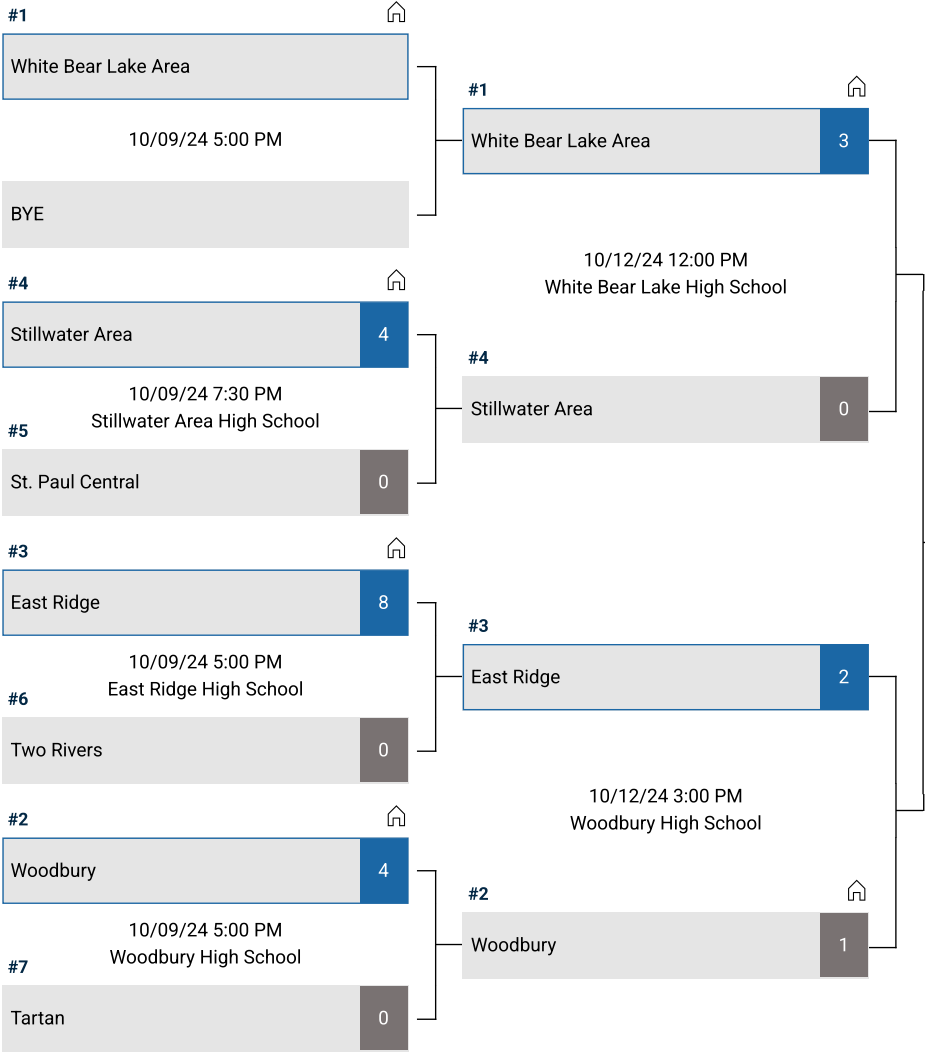 #1
White Bear Lake Area
10/09/24 5:00 PM
BYE
#4
Stillwater Area
4
10/09/24 7:30 PM
Stillwater Area High School
#5
St. Paul Central
0
#3
East Ridge
8
10/09/24 5:00 PM
East Ridge High School
#6
Two Rivers
0
#2
Woodbury
4
10/09/24 5:00 PM
Woodbury High School
#7
Tartan
0
#1
White Bear Lake Area
3
10/12/24 12:00 PM
White Bear Lake High School
#4
Stillwater Area
0
#3
East Ridge
2
10/12/24 3:00 PM
Woodbury High School
#2
Woodbury
1